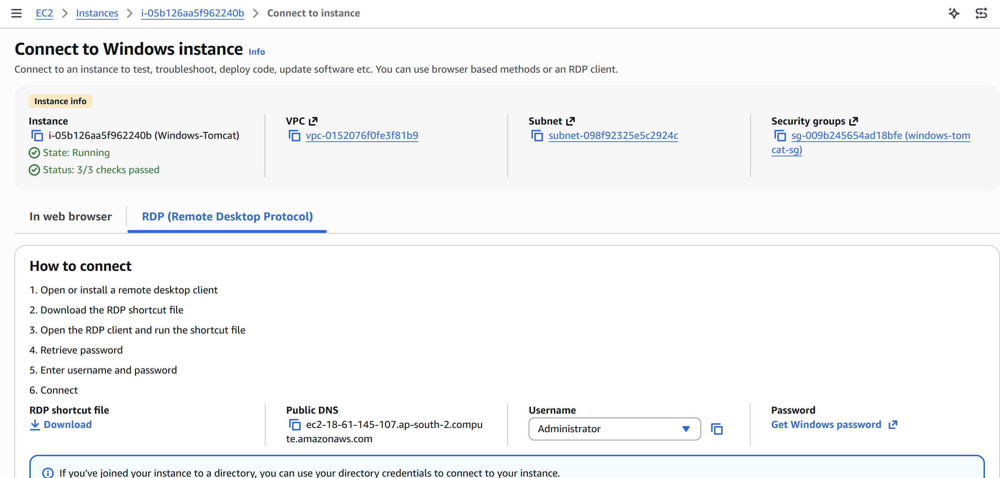 EC2 > Instances > i-05b126aa5f962240b > Connect to instance
Connect to Windows instance Info
Connect to an instance to test, troubleshoot, deploy code, update software etc. You can use browser based methods or an RDP client.
Instance info
Instance
i-05b126aa5f962240b (Windows-Tomcat)
State: Running
Status: 3/3 checks passed
VPC
vpc-0152076f0fe3f81b9
Subnet
subnet-098f92325e5c2924c
Security groups
sg-009b245654ad18bfe (windows-tom
cat-sg)
In web browser
RDP (Remote Desktop Protocol)
How to connect
1. Open or install a remote desktop client
2. Download the RDP shortcut file
3. Open the RDP client and run the shortcut file
4. Retrieve password
5. Enter username and password
6. Connect
RDP shortcut file
Download
Public DNS
ec2-18-61-145-107.ap-south-2.compu
te.amazonaws.com
Username
Administrator
Password
Get Windows password
If you've joined your instance to a directory, you can use your directory credentials to connect to your instance.